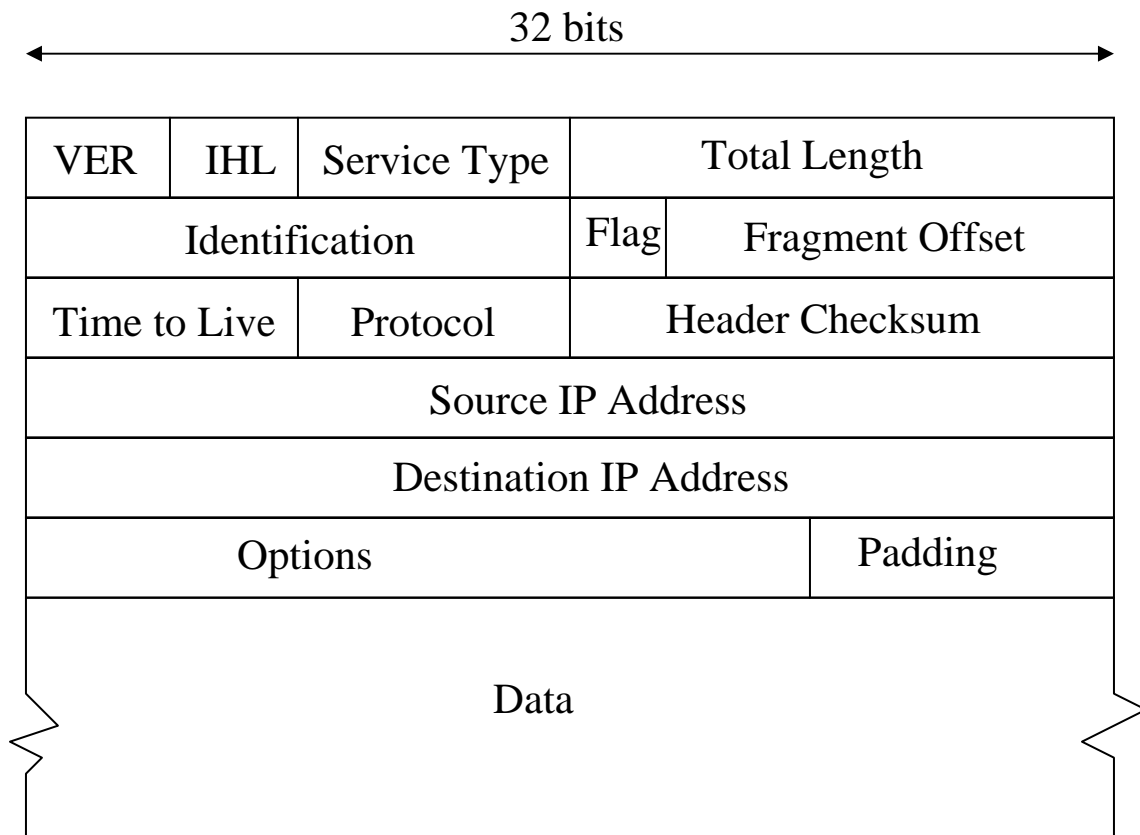 32 bits
VER IHL Service Type Total Length
Identification Flag Fragment Offset
Time to Live Protocol Header Checksum
Source IP Address
Destination IP Address
Options Padding
Data